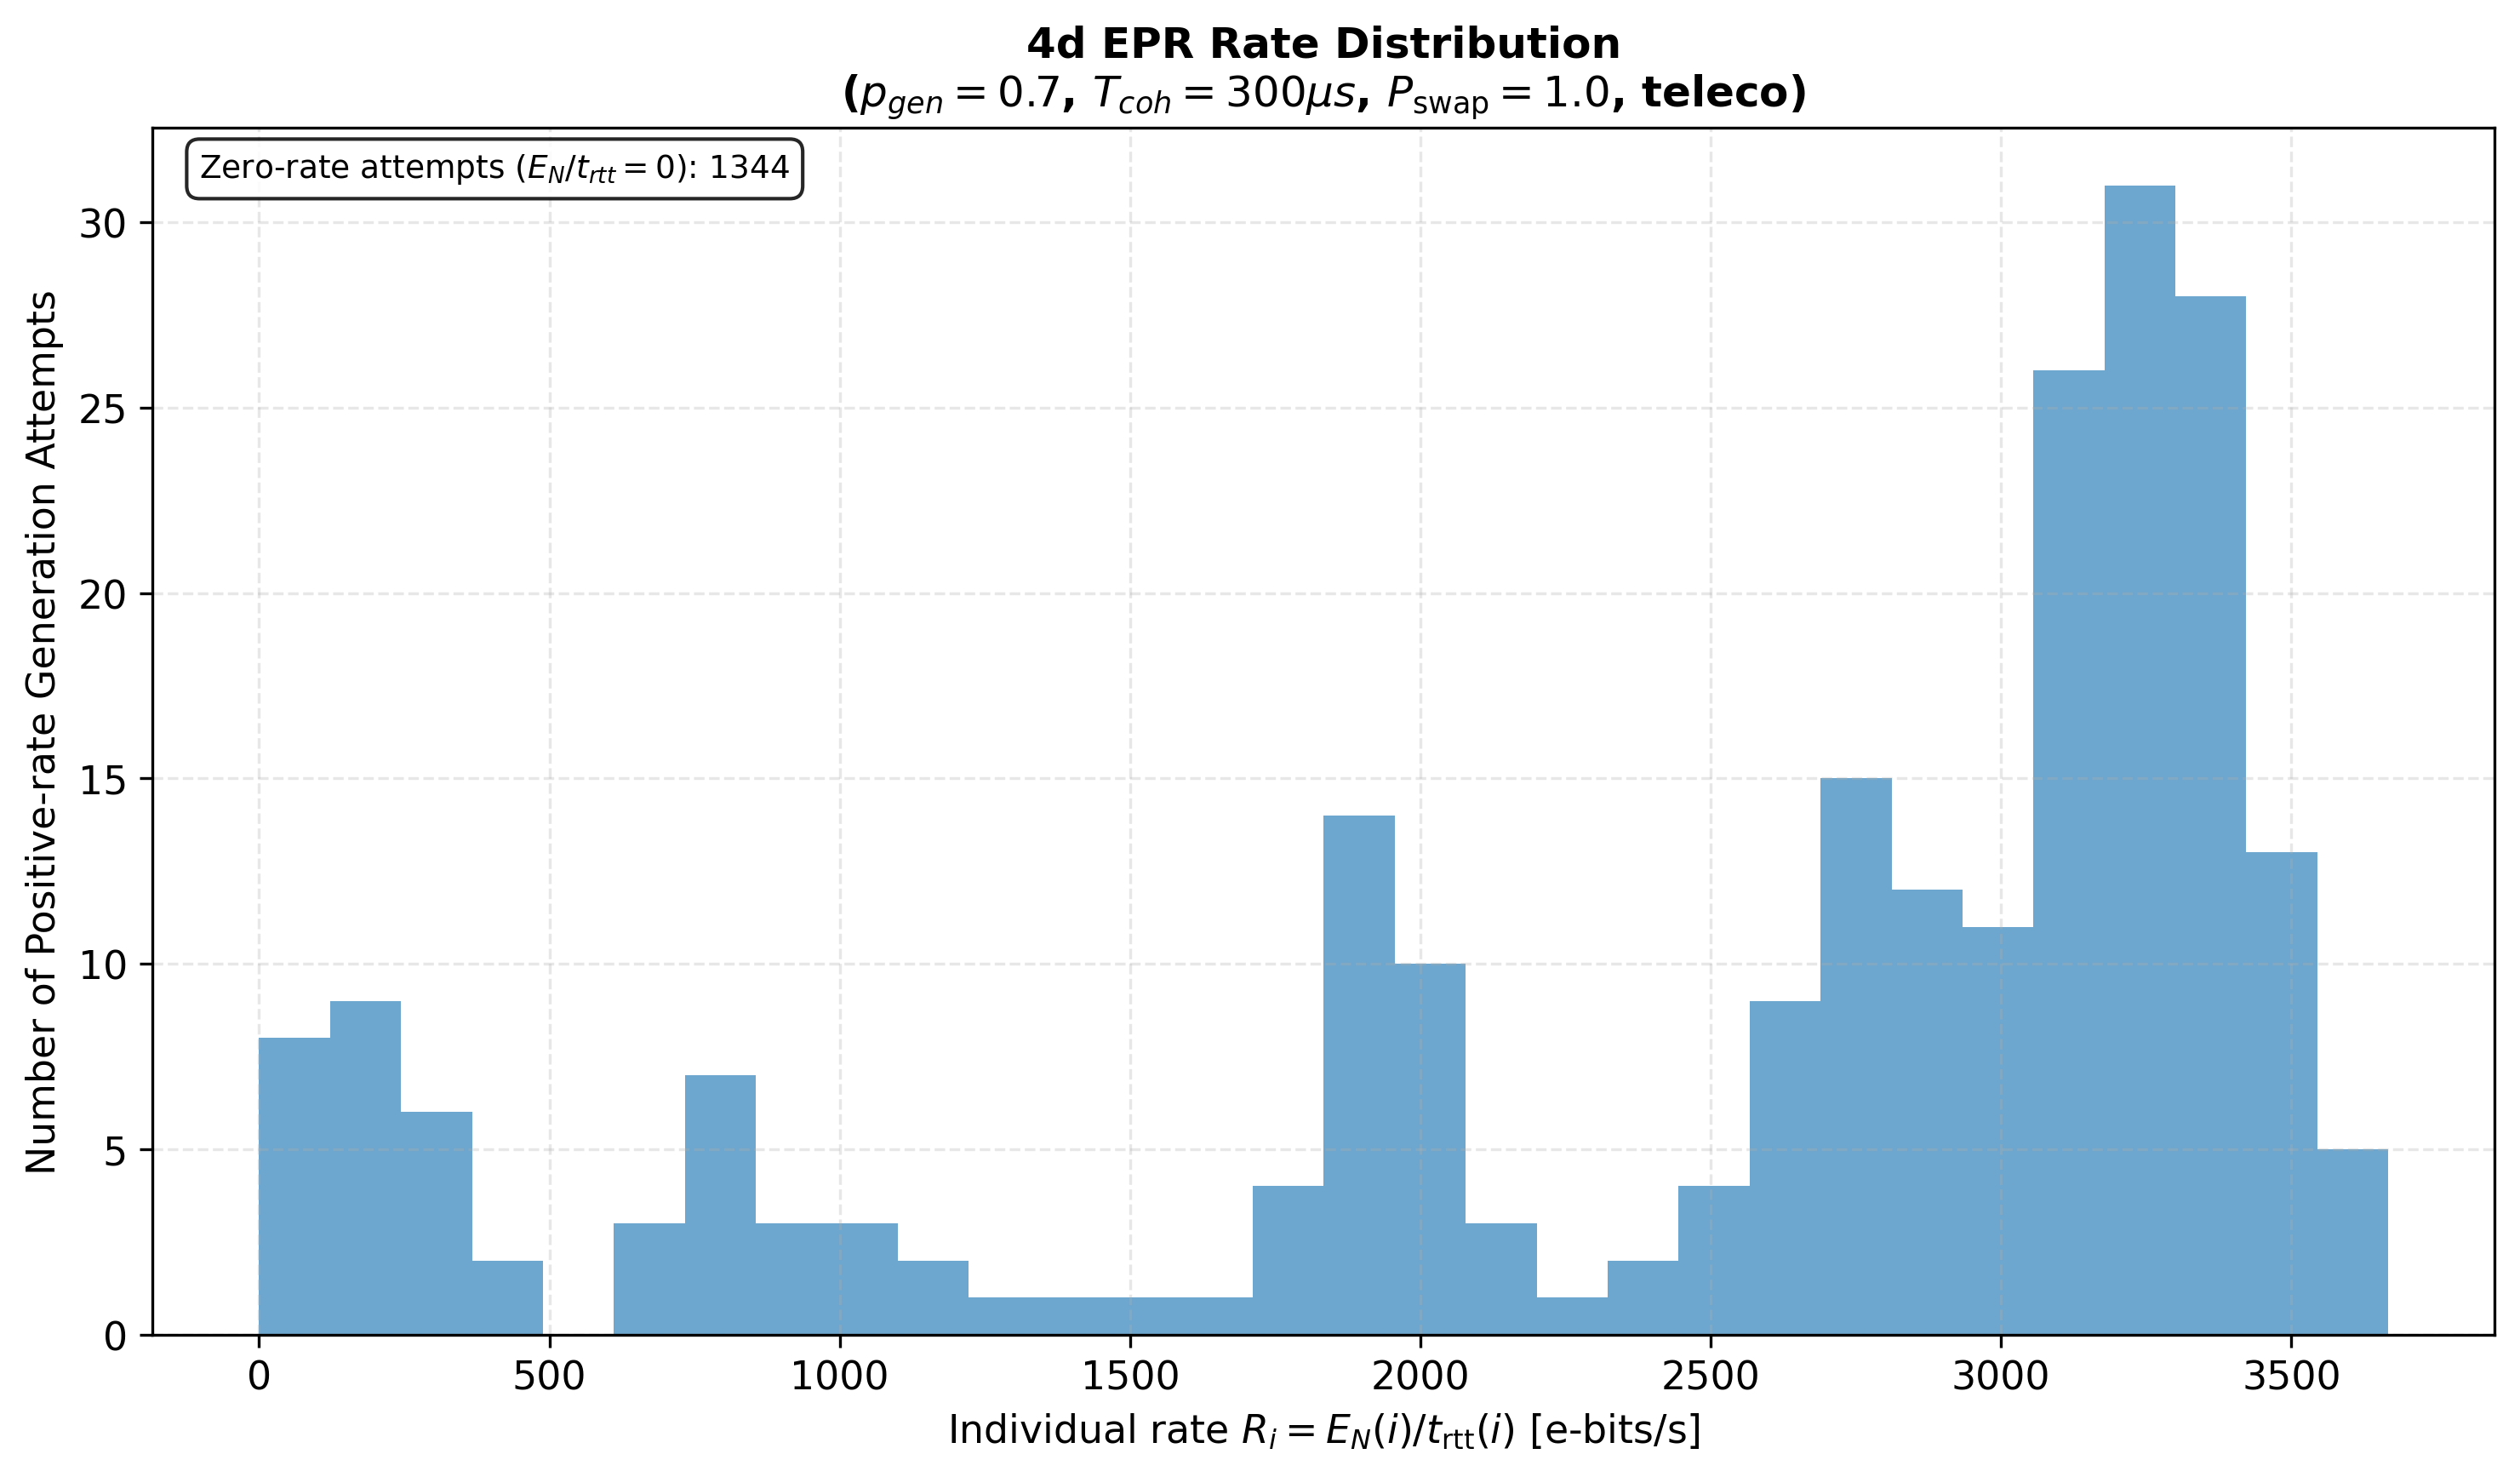 4d EPR Rate Distribution
(p_gen = 0.7, T_coh = 300μs, P_swap = 1.0, teleco)
Zero-rate attempts (E_N/t_rtt = 0): 1344
Number of Positive-rate Generation Attempts
30
25
20
15
10
5
0
0 500 1000 1500 2000 2500 3000 3500
Individual rate R_i = E_N(i)/t_rtt(i) [e-bits/s]